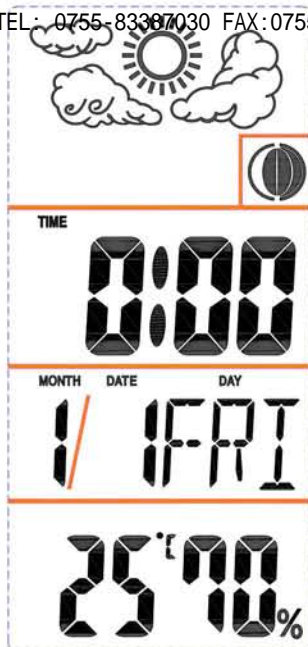 TEL: 0755-83387030 FAX:075
TIME
0:00
MONTH DATE DAY
1/ 1FRI
25°C 70%